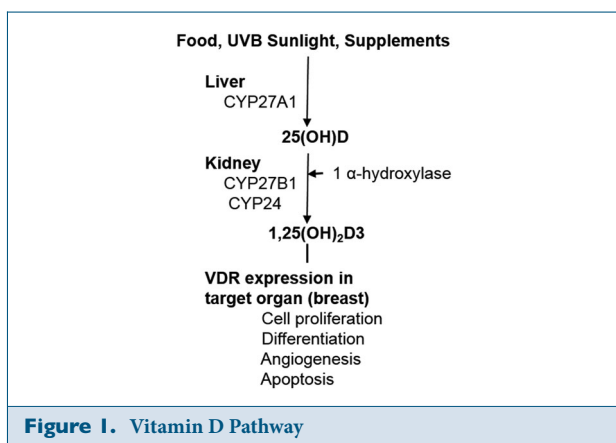 Food, UVB Sunlight, Supplements
Liver
CYP27A1
25(OH)D
Kidney
CYP27B1
1 α-hydroxylase
CYP24
1,25(OH)₂D3
VDR expression in
target organ (breast)
Cell proliferation
Differentiation
Angiogenesis
Apoptosis
Figure 1. Vitamin D Pathway